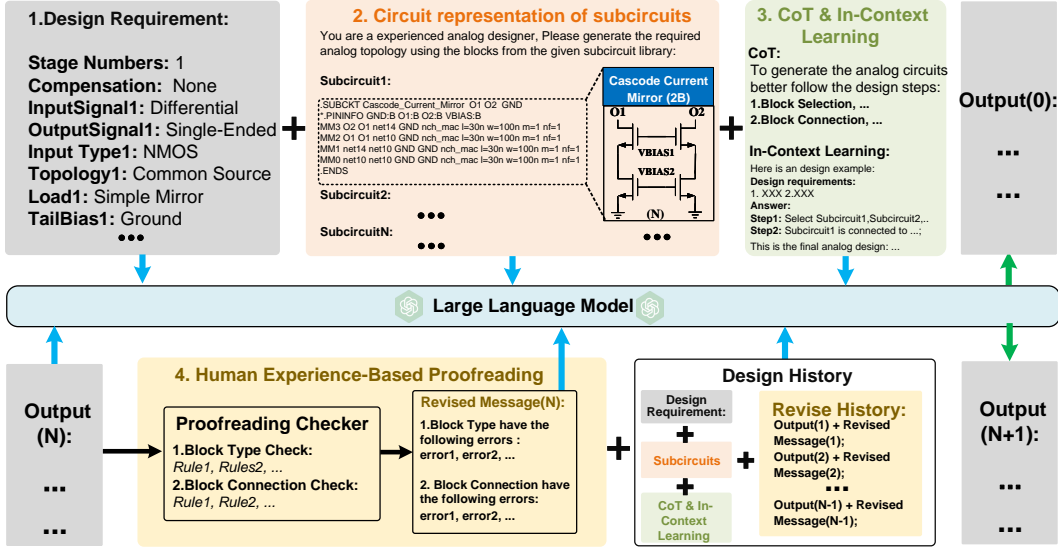 1.Design Requirement:
Stage Numbers: 1
Compensation: None
InputSignal1: Differential
OutputSignal1: Single-Ended
Input Type1: NMOS
Topology1: Common Source
Load1: Simple Mirror
TailBias1: Ground
•••
+
2. Circuit representation of subcircuits
You are a experienced analog designer, Please generate the required
analog topology using the blocks from the given subcircuit library:
Subcircuit1:
.SUBCKT Cascode_Current_Mirror O1 O2 GND
*.PININFO GND:B O1:B O2:B VBIAS:B
MM3 O2 O1 net14 GND nch_mac l=30n w=100n m=1 nf=1
MM2 O1 O1 net10 GND nch_mac l=30n w=100n m=1 nf=1
MM1 net14 net10 GND GND nch_mac l=30n w=100n m=1 nf=1
MM0 net10 net10 GND GND nch_mac l=30n w=100n m=1 nf=1
.ENDS
Subcircuit2:
•••
SubcircuitN:
•••
Cascode Current
Mirror (2B)
O1 O2
VBIAS1
VBIAS2
(N)
•••
+
3. CoT & In-Context
Learning
CoT:
To generate the analog circuits
better follow the design steps:
1.Block Selection, ...
2.Block Connection, ...
In-Context Learning:
Here is an design example:
Design requirements:
1. XXX 2.XXX
Answer:
Step1: Select Subcircuit1,Subcircuit2,..
Step2: Subcircuit1 is connected to ...;
This is the final analog design: ...
Output(0):
...
...
Large Language Model
Output
(N):
...
...
4. Human Experience-Based Proofreading
Proofreading Checker
1.Block Type Check:
Rule1, Rules2, ...
2.Block Connection Check:
Rule1, Rule2, ...
Revised Message(N):
1.Block Type have the
following errors :
error1, error2, ...
2. Block Connection have
the following errors:
error1, error2, ...
+
Design History
Design
Requirement:
+
Subcircuits
+
CoT & In-
Context
Learning
+
Revise History:
Output(1) + Revised
Message(1);
Output(2) + Revised
Message(2);
...
Output(N-1) + Revised
Message(N-1);
Output
(N+1):
...
...